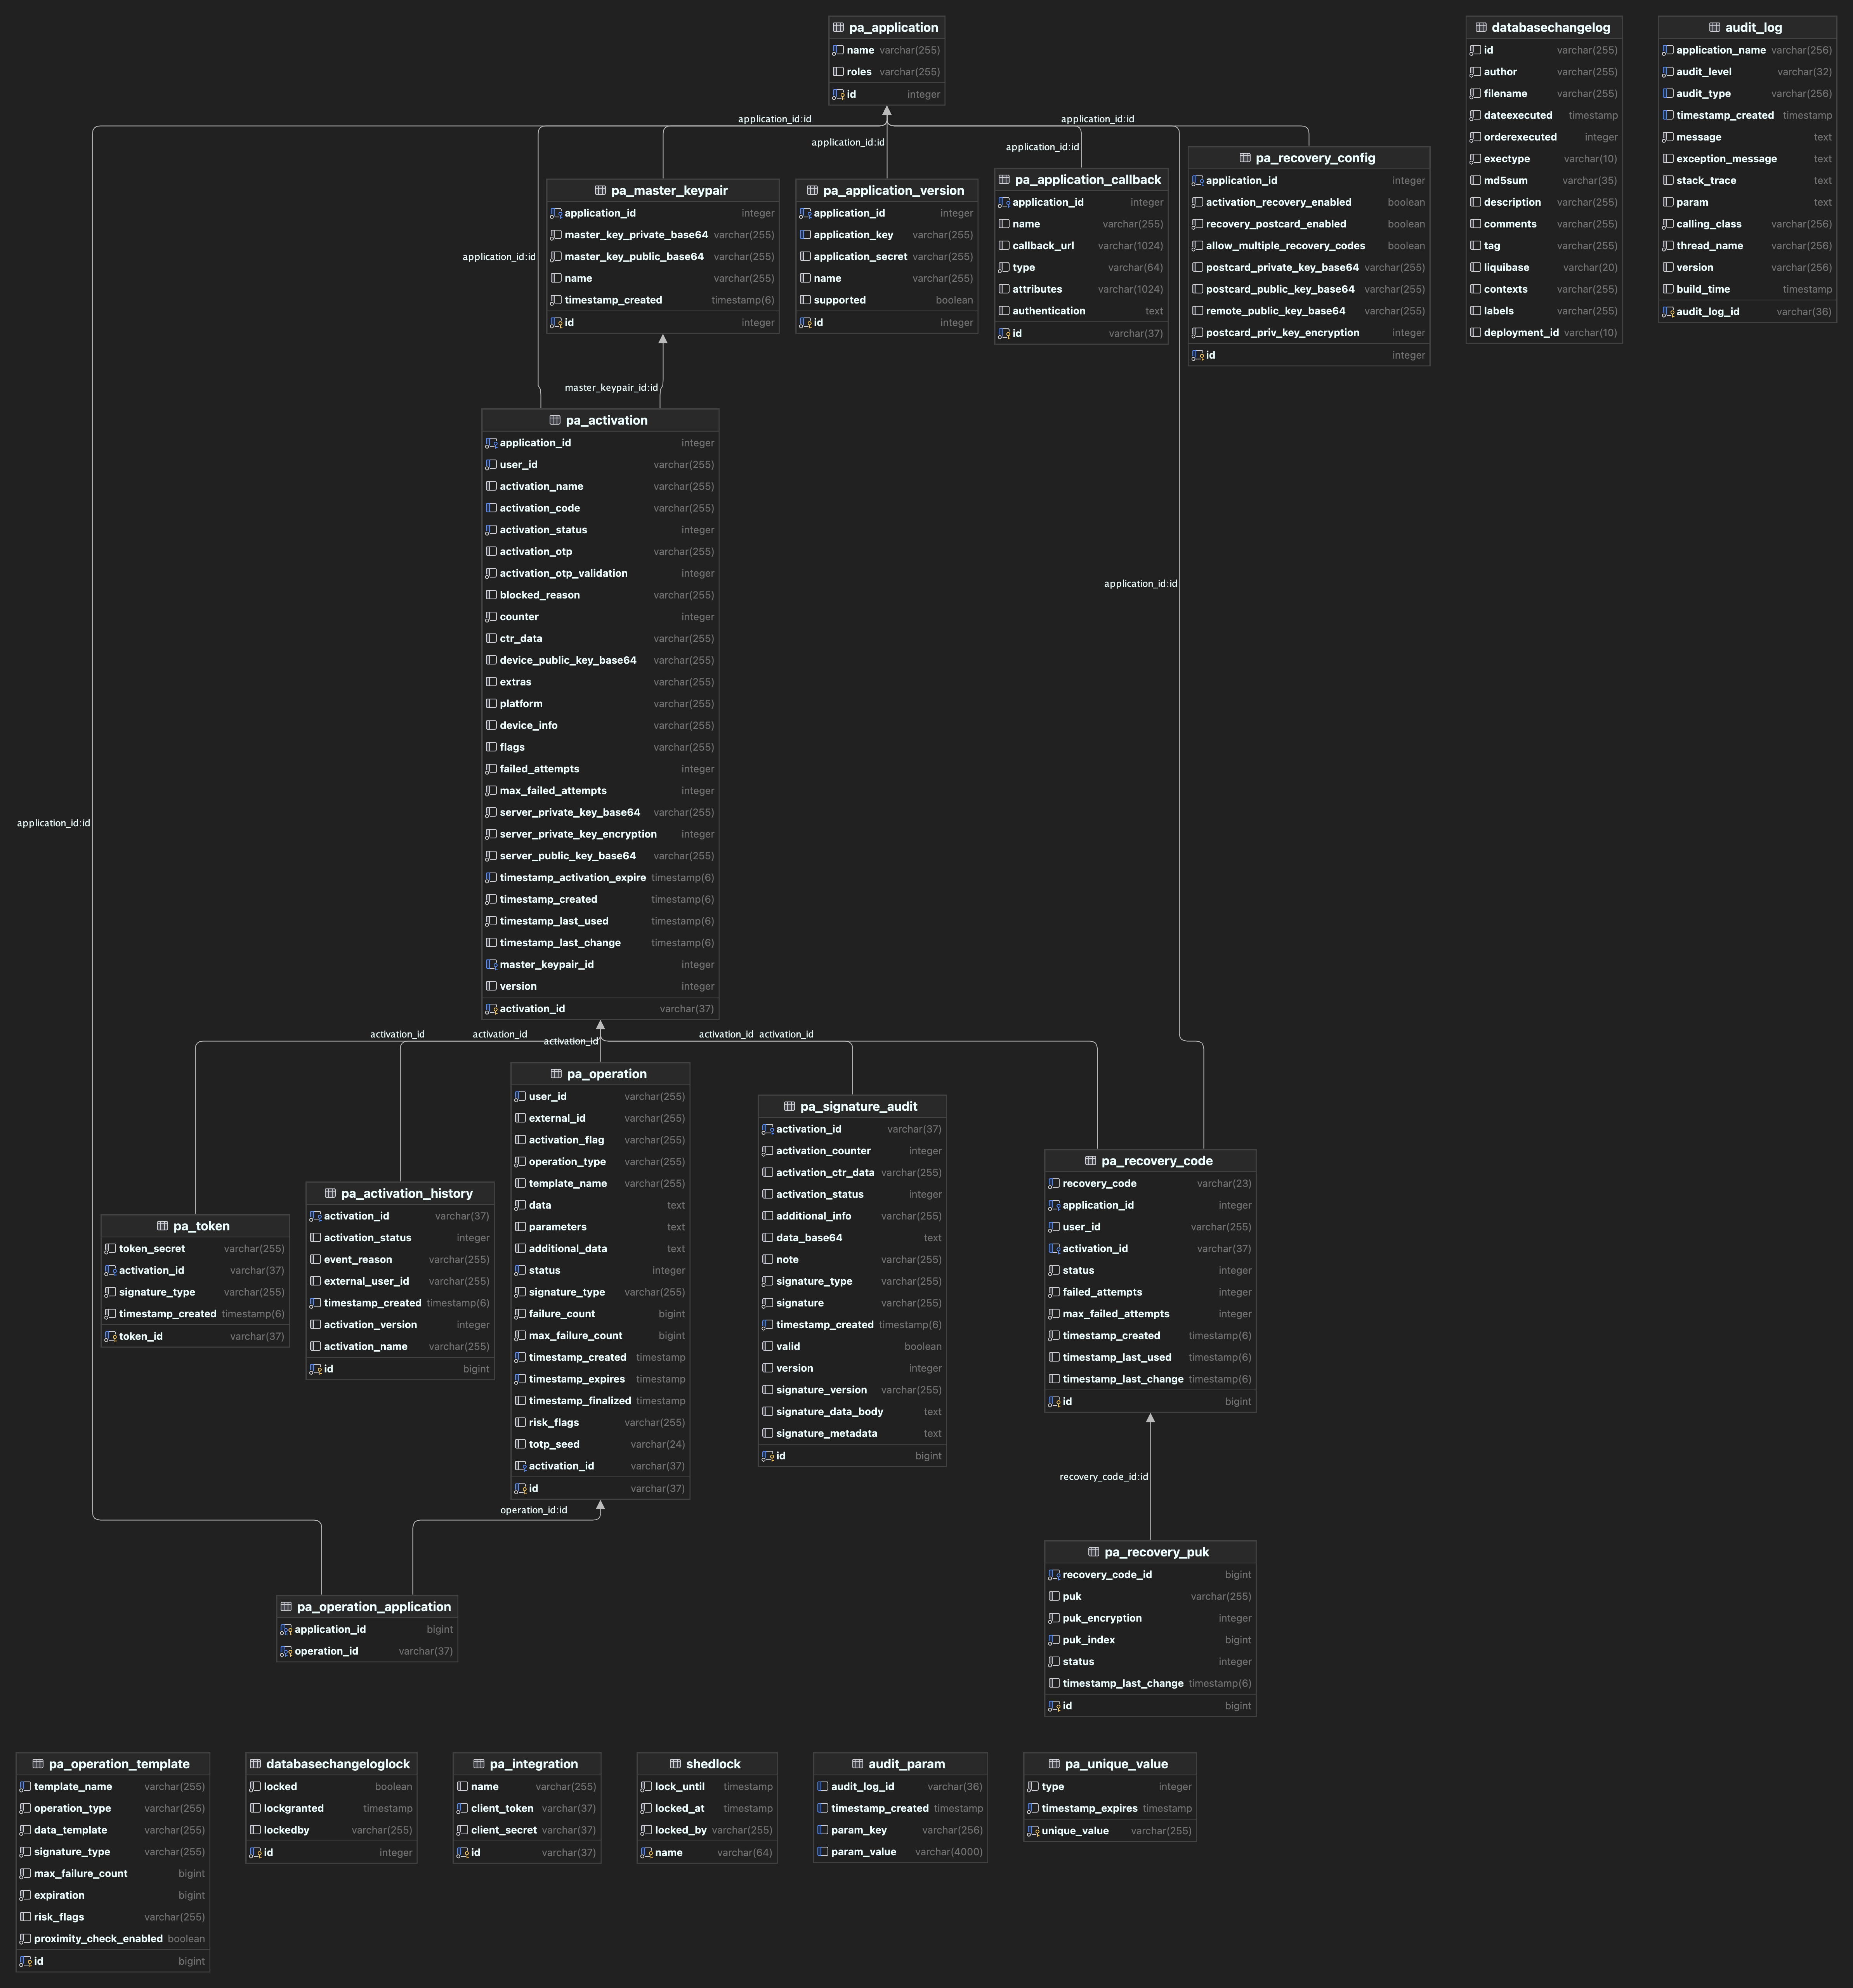 pa_application
name varchar(255)
roles varchar(255)
id integer
databasechangelog
id varchar(255)
author varchar(255)
filename varchar(255)
dateexecuted timestamp
orderexecuted integer
exectype varchar(10)
md5sum varchar(35)
description varchar(255)
comments varchar(255)
tag varchar(255)
liquibase varchar(20)
contexts varchar(255)
labels varchar(255)
deployment_id varchar(10)
audit_log
application_name varchar(256)
audit_level varchar(32)
audit_type varchar(256)
timestamp_created timestamp
message text
exception_message text
stack_trace text
param text
calling_class varchar(256)
thread_name varchar(256)
version varchar(256)
build_time timestamp
audit_log_id varchar(36)
application_id:id
application_id:id
application_id:id
application_id:id
pa_master_keypair
application_id integer
master_key_private_base64 varchar(255)
master_key_public_base64 varchar(255)
name varchar(255)
timestamp_created timestamp(6)
id integer
pa_application_version
application_id integer
application_key varchar(255)
application_secret varchar(255)
name varchar(255)
supported boolean
id integer
pa_application_callback
application_id integer
name varchar(255)
callback_url varchar(1024)
type varchar(64)
attributes varchar(1024)
authentication text
id varchar(37)
pa_recovery_config
application_id integer
activation_recovery_enabled boolean
recovery_postcard_enabled boolean
allow_multiple_recovery_codes boolean
postcard_private_key_base64 varchar(255)
postcard_public_key_base64 varchar(255)
remote_public_key_base64 varchar(255)
postcard_priv_key_encryption integer
id integer
application_id:id
master_keypair_id:id
pa_activation
application_id integer
user_id varchar(255)
activation_name varchar(255)
activation_code varchar(255)
activation_status integer
activation_otp varchar(255)
activation_otp_validation integer
blocked_reason varchar(255)
counter integer
ctr_data varchar(255)
device_public_key_base64 varchar(255)
extras varchar(255)
platform varchar(255)
device_info varchar(255)
flags varchar(255)
failed_attempts integer
max_failed_attempts integer
server_private_key_base64 varchar(255)
server_private_key_encryption integer
server_public_key_base64 varchar(255)
timestamp_activation_expire timestamp(6)
timestamp_created timestamp(6)
timestamp_last_used timestamp(6)
timestamp_last_change timestamp(6)
master_keypair_id integer
version integer
activation_id varchar(37)
application_id:id
application_id:id
activation_id activation_id activation_id activation_id
activation_id
pa_token
token_secret varchar(255)
activation_id varchar(37)
signature_type varchar(255)
timestamp_created timestamp(6)
token_id varchar(37)
pa_activation_history
activation_id varchar(37)
activation_status integer
event_reason varchar(255)
external_user_id varchar(255)
timestamp_created timestamp(6)
activation_version integer
activation_name varchar(255)
id bigint
pa_operation
user_id varchar(255)
external_id varchar(255)
activation_flag varchar(255)
operation_type varchar(255)
template_name varchar(255)
data text
parameters text
additional_data text
status integer
signature_type varchar(255)
failure_count bigint
max_failure_count bigint
timestamp_created timestamp
timestamp_expires timestamp
timestamp_finalized timestamp
risk_flags varchar(255)
totp_seed varchar(24)
activation_id varchar(37)
id varchar(37)
pa_signature_audit
activation_id varchar(37)
activation_counter integer
activation_ctr_data varchar(255)
activation_status integer
additional_info varchar(255)
data_base64 text
note varchar(255)
signature_type varchar(255)
signature varchar(255)
timestamp_created timestamp(6)
valid boolean
version integer
signature_version varchar(255)
signature_data_body text
signature_metadata text
id bigint
pa_recovery_code
recovery_code varchar(23)
application_id integer
user_id varchar(255)
activation_id varchar(37)
status integer
failed_attempts integer
max_failed_attempts integer
timestamp_created timestamp(6)
timestamp_last_used timestamp(6)
timestamp_last_change timestamp(6)
id bigint
recovery_code_id:id
operation_id:id
pa_operation_application
application_id bigint
operation_id varchar(37)
pa_recovery_puk
recovery_code_id bigint
puk varchar(255)
puk_encryption integer
puk_index bigint
status integer
timestamp_last_change timestamp(6)
id bigint
pa_operation_template
template_name varchar(255)
operation_type varchar(255)
data_template varchar(255)
signature_type varchar(255)
max_failure_count bigint
expiration bigint
risk_flags varchar(255)
proximity_check_enabled boolean
id bigint
databasechangeloglock
locked boolean
lockgranted timestamp
lockedby varchar(255)
id integer
pa_integration
name varchar(255)
client_token varchar(37)
client_secret varchar(37)
id varchar(37)
shedlock
lock_until timestamp
locked_at timestamp
locked_by varchar(255)
name varchar(64)
audit_param
audit_log_id varchar(36)
timestamp_created timestamp
param_key varchar(256)
param_value varchar(4000)
pa_unique_value
type integer
timestamp_expires timestamp
unique_value varchar(255)